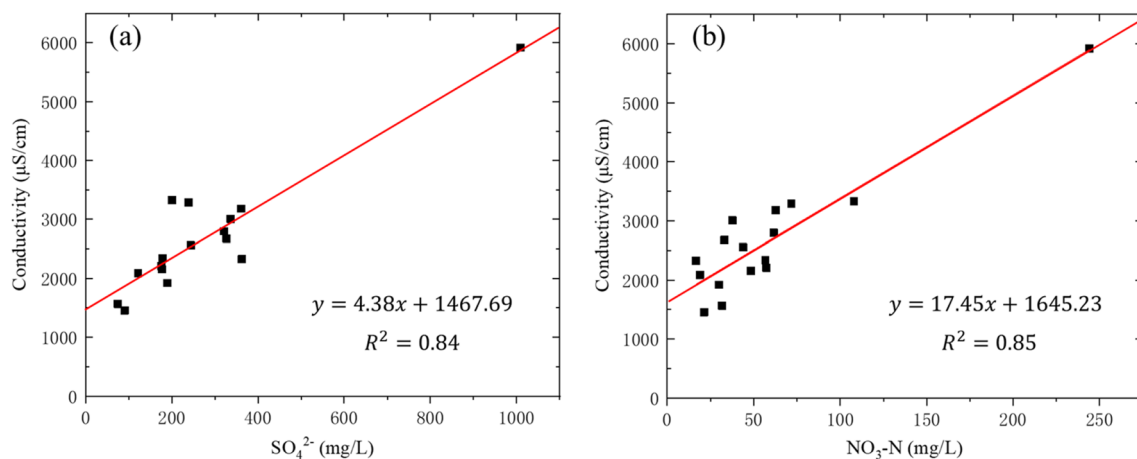 (a)
6000
5000
4000
3000
2000
1000
0
Conductivity (μS/cm)
y = 4.38x + 1467.69
R² = 0.84
0 200 400 600 800 1000
SO₄²⁻ (mg/L)
(b)
6000
5000
4000
3000
2000
1000
0
Conductivity (μS/cm)
y = 17.45x + 1645.23
R² = 0.85
0 50 100 150 200 250
NO₃-N (mg/L)